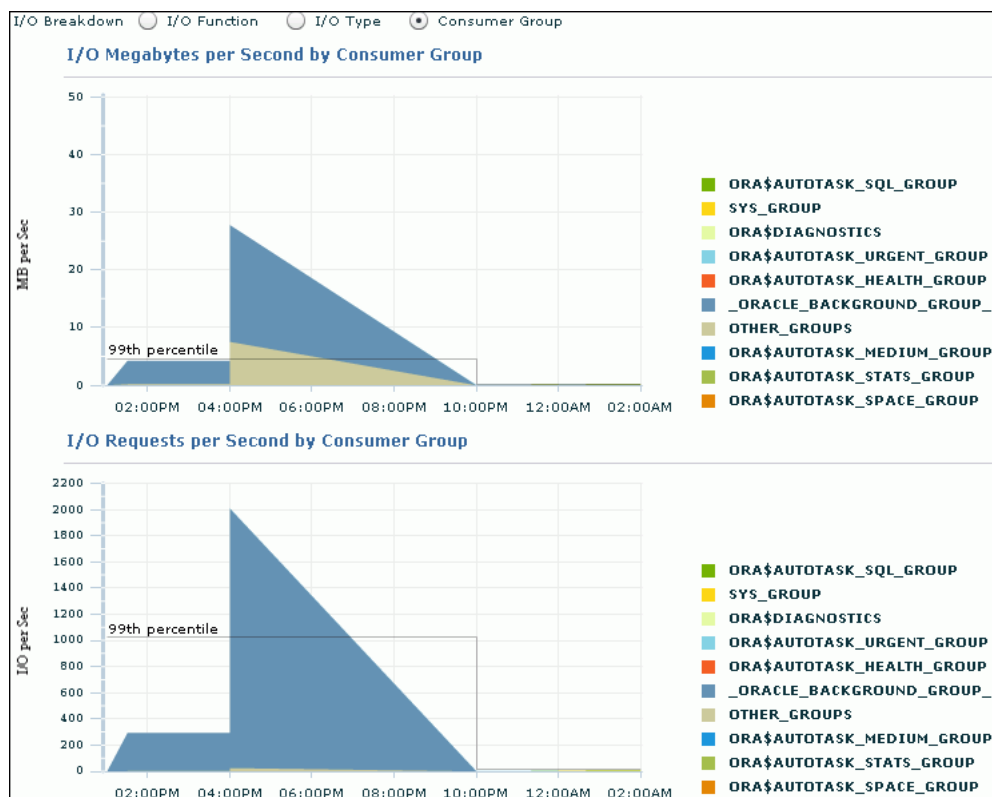 I/O Breakdown I/O Function I/O Type Consumer Group
I/O Megabytes per Second by Consumer Group
50
40
30
20
10
0
MB per Sec
99th percentile
02:00PM 04:00PM 06:00PM 08:00PM 10:00PM 12:00AM 02:00AM
ORA$AUTOTASK_SQL_GROUP
SYS_GROUP
ORA$DIAGNOSTICS
ORA$AUTOTASK_URGENT_GROUP
ORA$AUTOTASK_HEALTH_GROUP
_ORACLE_BACKGROUND_GROUP_
OTHER_GROUPS
ORA$AUTOTASK_MEDIUM_GROUP
ORA$AUTOTASK_STATS_GROUP
ORA$AUTOTASK_SPACE_GROUP
I/O Requests per Second by Consumer Group
2200
2000
1800
1600
1400
1200
1000
800
600
400
200
0
I/O per Sec
99th percentile
02:00PM 04:00PM 06:00PM 08:00PM 10:00PM 12:00AM 02:00AM
ORA$AUTOTASK_SQL_GROUP
SYS_GROUP
ORA$DIAGNOSTICS
ORA$AUTOTASK_URGENT_GROUP
ORA$AUTOTASK_HEALTH_GROUP
_ORACLE_BACKGROUND_GROUP_
OTHER_GROUPS
ORA$AUTOTASK_MEDIUM_GROUP
ORA$AUTOTASK_STATS_GROUP
ORA$AUTOTASK_SPACE_GROUP